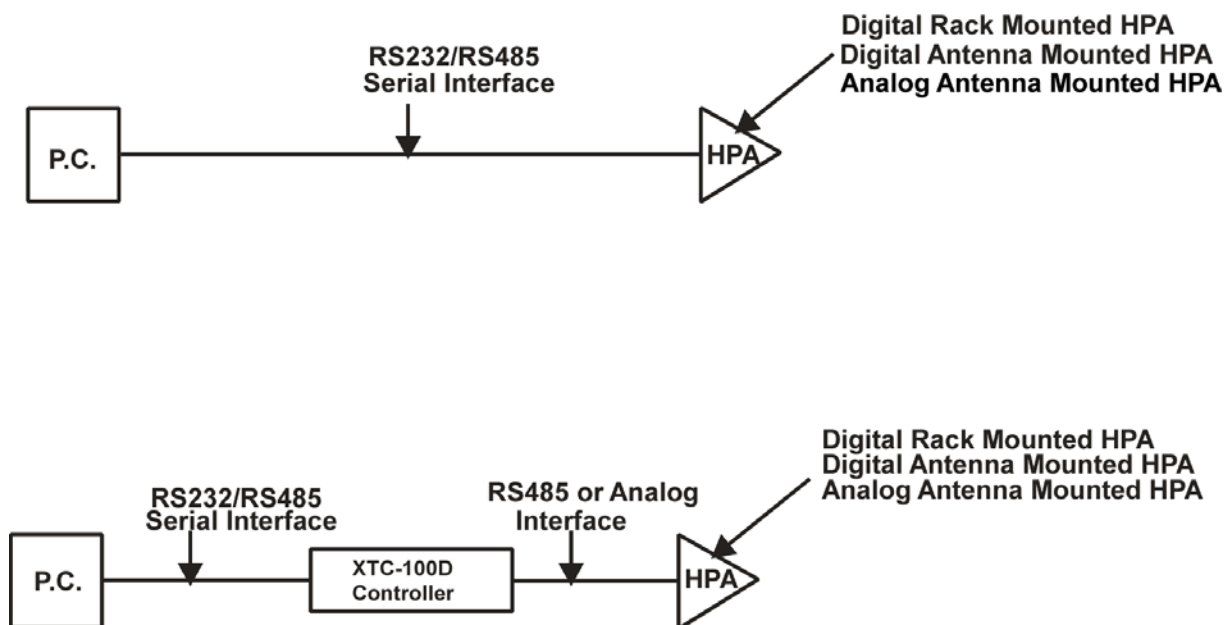 Digital Rack Mounted HPA
Digital Antenna Mounted HPA
Analog Antenna Mounted HPA
RS232/RS485
Serial Interface
P.C.
HPA
Digital Rack Mounted HPA
Digital Antenna Mounted HPA
Analog Antenna Mounted HPA
RS232/RS485
Serial Interface
RS485 or Analog
Interface
P.C.
XTC-100D
Controller
HPA